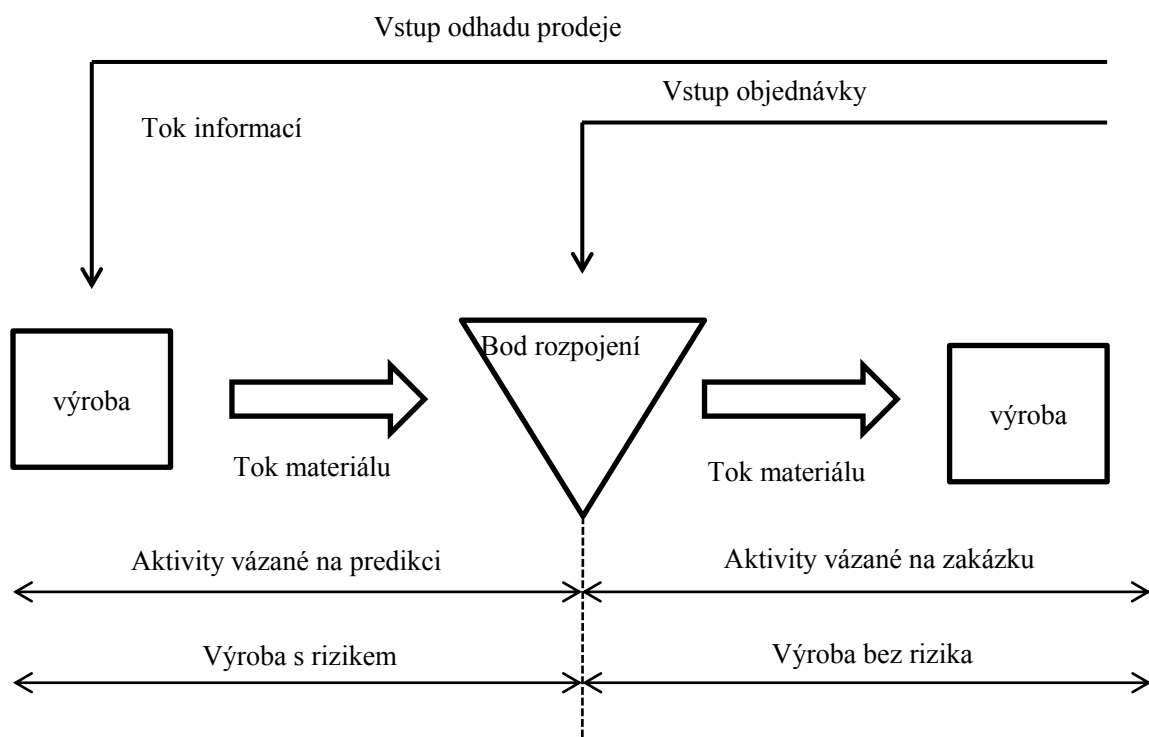 Vstup odhadu prodeje
Vstup objednávky
Tok informací
Bod rozpojení
výroba
výroba
Tok materiálu
Tok materiálu
Aktivity vázané na predikci
Aktivity vázané na zakázku
Výroba s rizikem
Výroba bez rizika